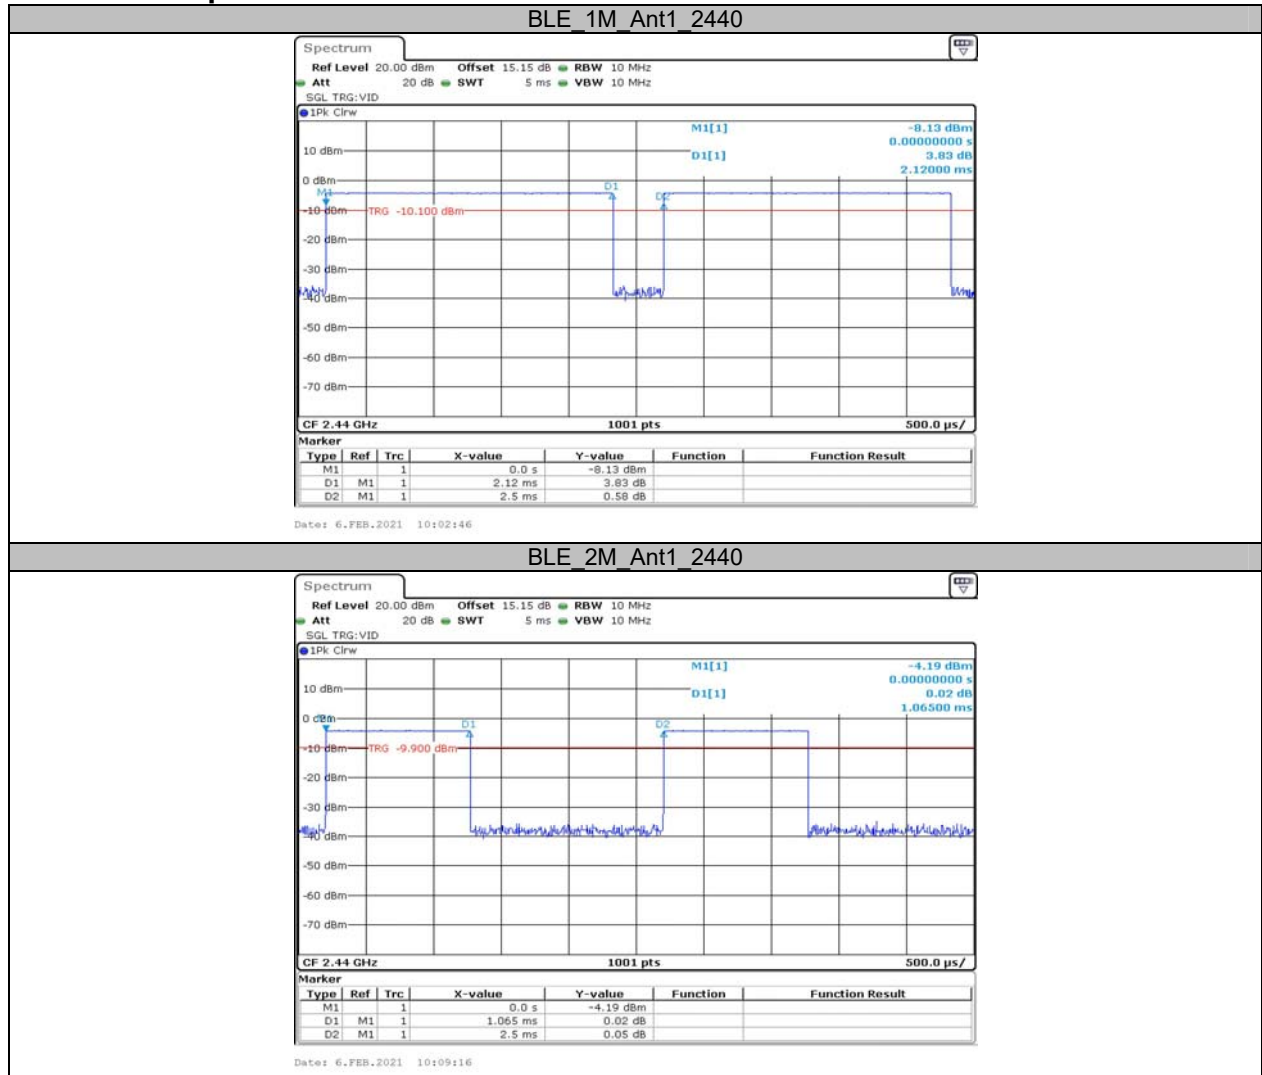 BLE_1M_Ant1_2440
Spectrum
Ref Level 20.00 dBm Offset 15.15 dB RBW 10 MHz
Att 20 dB SWT 5 ms VBW 10 MHz
SGL TRG:VID
1Pk Clrw
M1[1] -8.13 dBm
0.00000000 s
10 dBm
D1[1] 3.83 dB
2.12000 ms
0 dBm
M1 D1 D2
-10 dBm TRG -10.100 dBm
-20 dBm
-30 dBm
-40 dBm
-50 dBm
-60 dBm
-70 dBm
CF 2.44 GHz 1001 pts 500.0 µs/
Marker
Type Ref Trc X-value Y-value Function Function Result
M1 1 0.0 s -8.13 dBm
D1 M1 1 2.12 ms 3.83 dB
D2 M1 1 2.5 ms 0.58 dB
Date: 6.FEB.2021 10:02:46
BLE_2M_Ant1_2440
Spectrum
Ref Level 20.00 dBm Offset 15.15 dB RBW 10 MHz
Att 20 dB SWT 5 ms VBW 10 MHz
SGL TRG:VID
1Pk Clrw
M1[1] -4.19 dBm
0.00000000 s
10 dBm
D1[1] 0.02 dB
1.06500 ms
0 dBm
D1 D2
-10 dBm TRG -9.900 dBm
-20 dBm
-30 dBm
-40 dBm
-50 dBm
-60 dBm
-70 dBm
CF 2.44 GHz 1001 pts 500.0 µs/
Marker
Type Ref Trc X-value Y-value Function Function Result
M1 1 0.0 s -4.19 dBm
D1 M1 1 1.065 ms 0.02 dB
D2 M1 1 2.5 ms 0.05 dB
Date: 6.FEB.2021 10:09:16